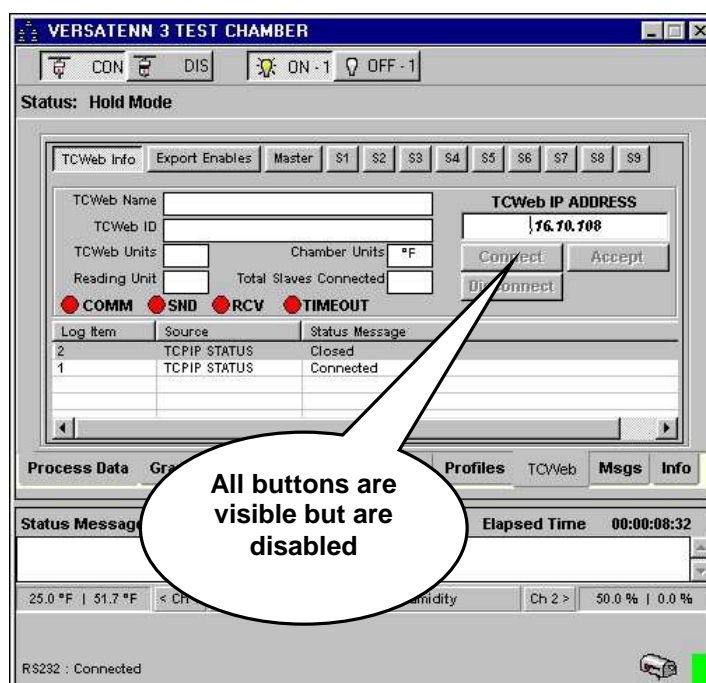 VERSATENN 3 TEST CHAMBER
CON DIS ON - 1 OFF - 1
Status: Hold Mode
TCWeb Info Export Enables Master S1 S2 S3 S4 S5 S6 S7 S8 S9
TCWeb Name
TCWeb IP ADDRESS
TCWeb ID
.16.10.108
TCWeb Units Chamber Units °F
Connect Accept
Reading Unit Total Slaves Connected
Disconnect
COMM SND RCV TIMEOUT
Log Item Source Status Message
2 TCPIP STATUS Closed
1 TCPIP STATUS Connected
Process Data Profiles TCWeb Msgs Info
All buttons are
visible but are
disabled
Elapsed Time 00:00:08:32
25.0 °F | 51.7 °F Ch 2 > 50.0 % | 0.0 %
RS232 : Connected